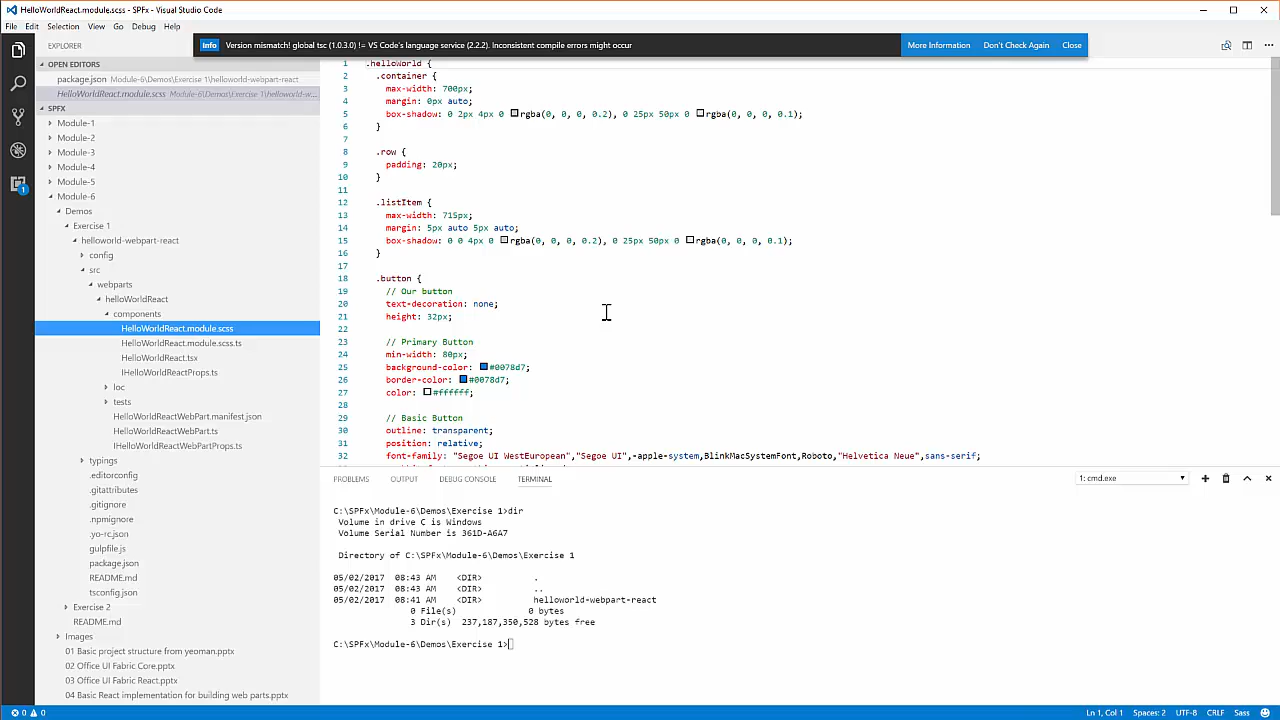 HelloWorldReact.module.scss - SPFx - Visual Studio Code
File Edit Selection View Go Debug Help
EXPLORER
Info Version mismatch! global tsc (1.0.3.0) != VS Code's language service (2.2.2). Inconsistent compile errors might occur More Information Don't Check Again Close
OPEN EDITORS
package.json Module-6\Demos\Exercise 1\helloworld-webpart-react
HelloWorldReact.module.scss Module-6\Demos\Exercise 1\helloworld-w...
SPFX
Module-1
Module-2
Module-3
Module-4
Module-5
Module-6
Demos
Exercise 1
helloworld-webpart-react
config
src
webparts
helloWorldReact
components
HelloWorldReact.module.scss
HelloWorldReact.module.scss.ts
HelloWorldReact.tsx
IHelloWorldReactProps.ts
loc
tests
HelloWorldReactWebPart.manifest.json
HelloWorldReactWebPart.ts
IHelloWorldReactWebPartProps.ts
typings
.editorconfig
.gitattributes
.gitignore
.npmignore
.yo-rc.json
gulpfile.js
package.json
README.md
tsconfig.json
Exercise 2
README.md
Images
01 Basic project structure from yeoman.pptx
02 Office UI Fabric Core.pptx
03 Office UI Fabric React.pptx
04 Basic React implementation for building web parts.pptx
1
1 .helloWorld {
2 .container {
3 max-width: 700px;
4 margin: 0px auto;
5 box-shadow: 0 2px 4px 0 rgba(0, 0, 0, 0.2), 0 25px 50px 0 rgba(0, 0, 0, 0.1);
6 }
7
8 .row {
9 padding: 20px;
10 }
11
12 .listItem {
13 max-width: 715px;
14 margin: 5px auto 5px auto;
15 box-shadow: 0 0 4px 0 rgba(0, 0, 0, 0.2), 0 25px 50px 0 rgba(0, 0, 0, 0.1);
16 }
17
18 .button {
19 // Our button
20 text-decoration: none;
21 height: 32px;
22
23 // Primary Button
24 min-width: 80px;
25 background-color: #0078d7;
26 border-color: #0078d7;
27 color: #ffffff;
28
29 // Basic Button
30 outline: transparent;
31 position: relative;
32 font-family: "Segoe UI WestEuropean","Segoe UI",-apple-system,BlinkMacSystemFont,Roboto,"Helvetica Neue",sans-serif;
PROBLEMS OUTPUT DEBUG CONSOLE TERMINAL 1: cmd.exe
C:\SPFx\Module-6\Demos\Exercise 1>dir
Volume in drive C is Windows
Volume Serial Number is 361D-A6A7
Directory of C:\SPFx\Module-6\Demos\Exercise 1
05/02/2017 08:43 AM <DIR> .
05/02/2017 08:43 AM <DIR> ..
05/02/2017 08:41 AM <DIR> helloworld-webpart-react
0 File(s) 0 bytes
3 Dir(s) 237,187,350,528 bytes free
C:\SPFx\Module-6\Demos\Exercise 1>
0 0 Ln 1, Col 1 Spaces: 2 UTF-8 CRLF Sass